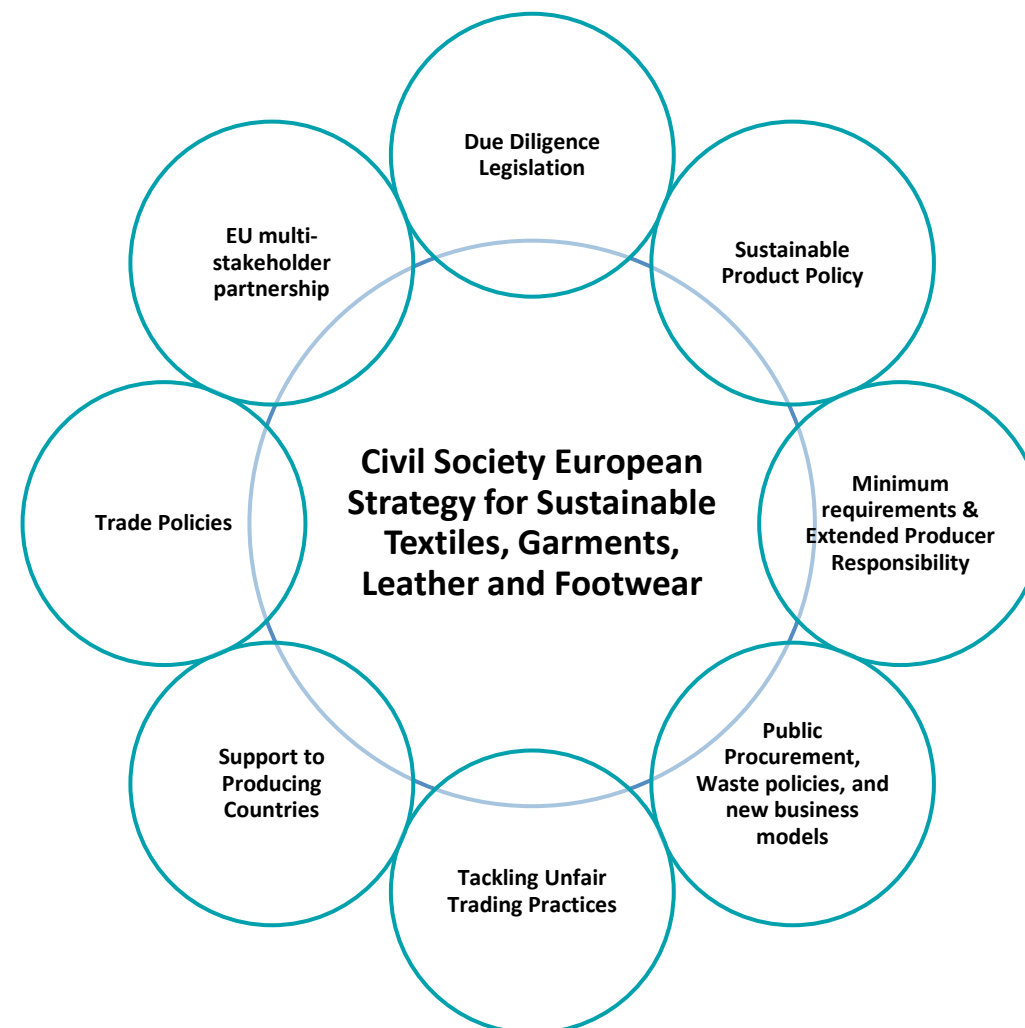 Due Diligence
Legislation
Sustainable
Product Policy
Minimum
requirements &
Extended Producer
Responsibility
Public
Procurement,
Waste policies, and
new business
models
Tackling Unfair
Trading Practices
Support to
Producing
Countries
Trade Policies
EU multi-
stakeholder
partnership
Civil Society European
Strategy for Sustainable
Textiles, Garments,
Leather and Footwear